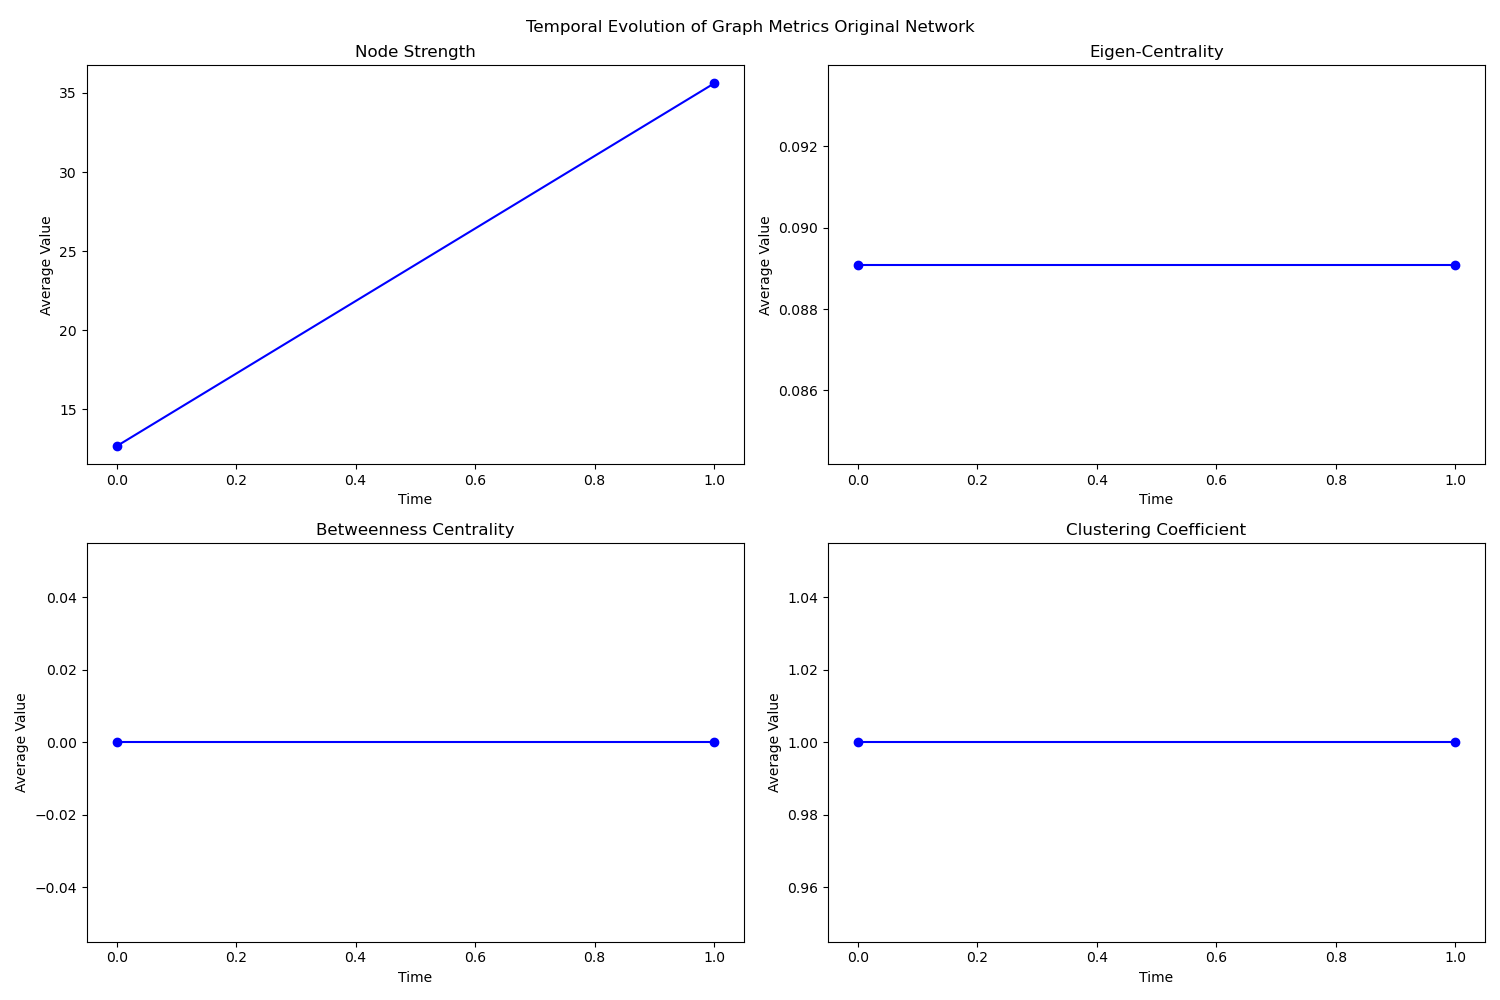 Temporal Evolution of Graph Metrics Original Network
Node Strength
Average Value
35
30
25
20
15
0.0 0.2 0.4 0.6 0.8 1.0
Time
Eigen-Centrality
Average Value
0.092
0.090
0.088
0.086
0.0 0.2 0.4 0.6 0.8 1.0
Time
Betweenness Centrality
Average Value
0.04
0.02
0.00
−0.02
−0.04
0.0 0.2 0.4 0.6 0.8 1.0
Time
Clustering Coefficient
Average Value
1.04
1.02
1.00
0.98
0.96
0.0 0.2 0.4 0.6 0.8 1.0
Time